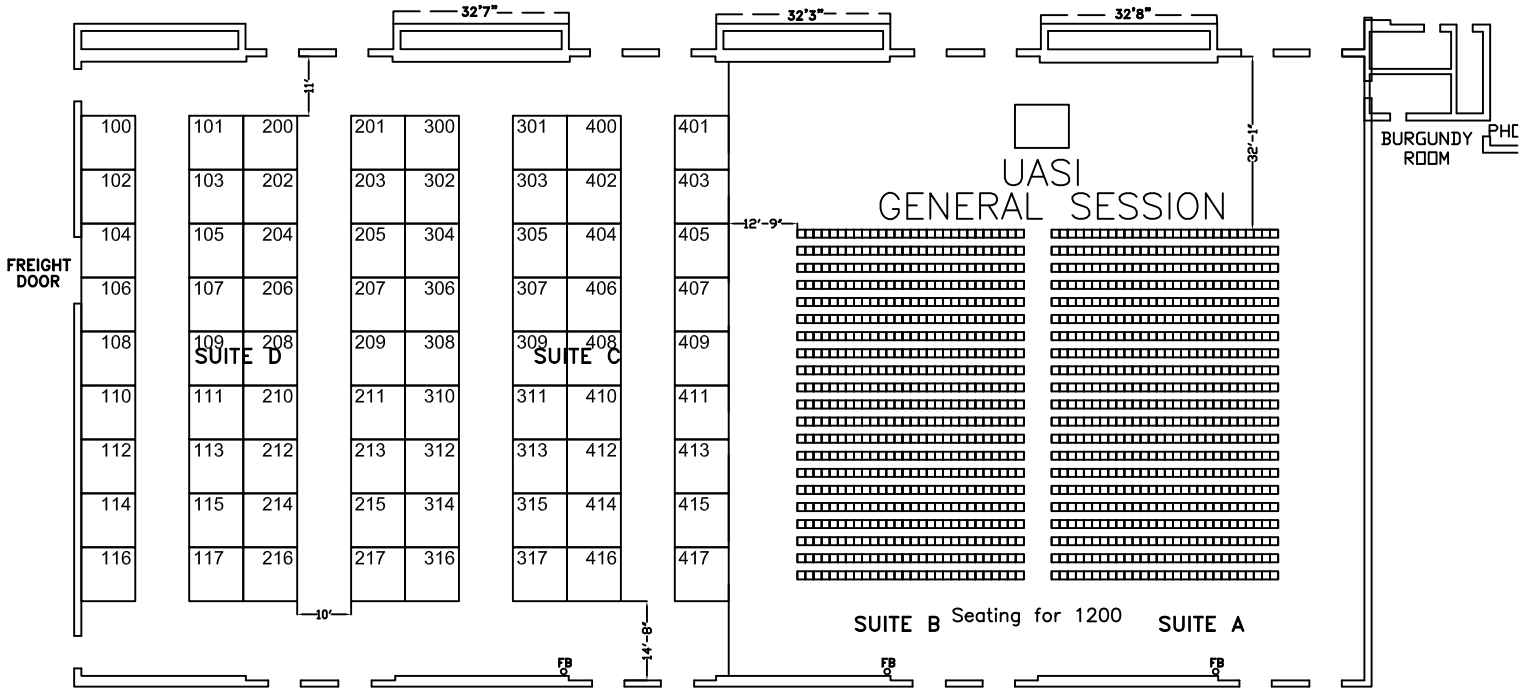 32'7"
32'3"
32'8"
11'
100 101 200 201 300 301 400 401
32'-1"
BURGUNDY
ROOM
UASI
102 103 202 203 302 303 402 403
GENERAL SESSION
12'-9"
104 105 204 205 304 305 404 405
FREIGHT
DOOR
106 107 206 207 306 307 406 407
108 109 208 209 308 309 408 409
SUITE D
SUITE C
110 111 210 211 310 311 410 411
112 113 212 213 312 313 412 413
114 115 214 215 314 315 414 415
116 117 216 217 316 317 416 417
10'
14'-8"
SUITE B
Seating for 1200
SUITE A
FB
FB
FB